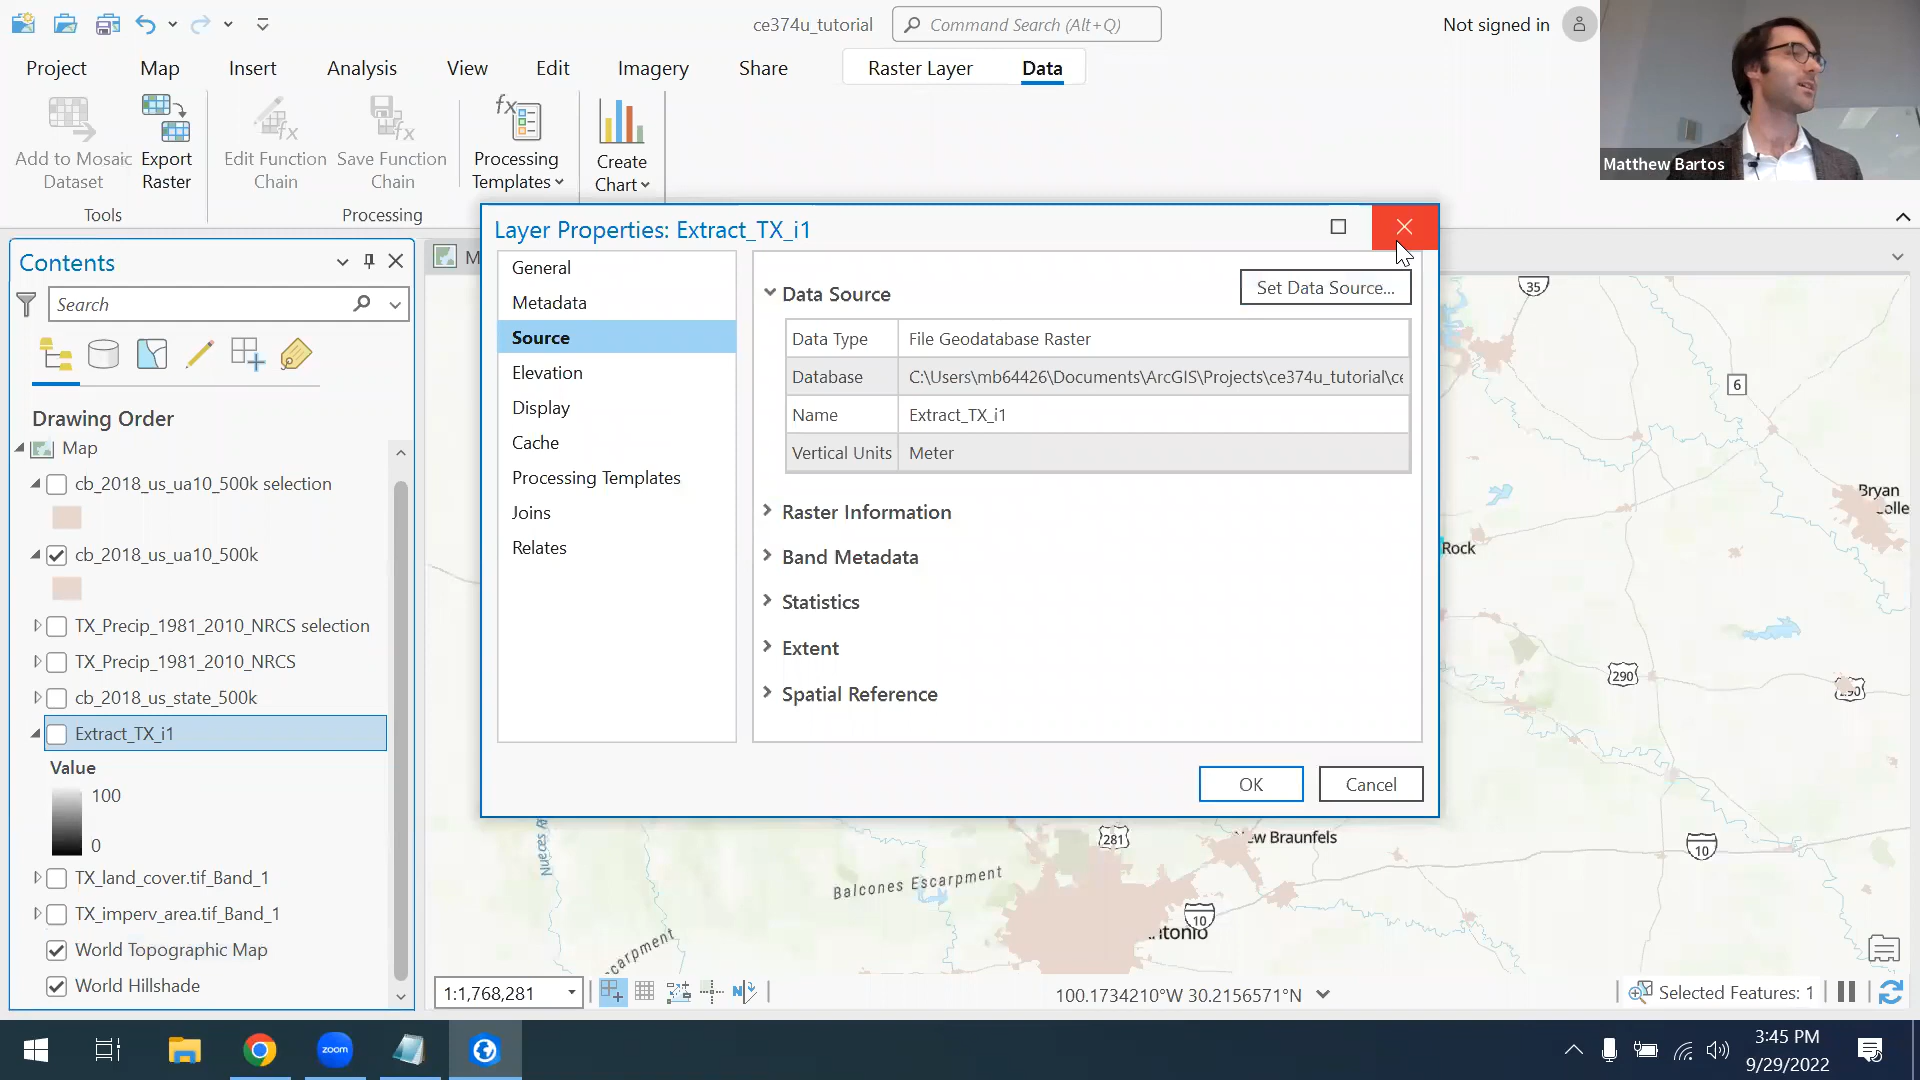 ce374u_tutorial
Command Search (Alt+Q)
Not signed in
Project
Map
Insert
Analysis
View
Edit
Imagery
Share
Raster Layer
Data
Add to Mosaic
Dataset
Export
Raster
Edit Function
Chain
Save Function
Chain
Processing
Templates
Create
Chart
Tools
Processing
Matthew Bartos
Contents
Search
Drawing Order
Map
cb_2018_us_ua10_500k selection
cb_2018_us_ua10_500k
TX_Precip_1981_2010_NRCS selection
TX_Precip_1981_2010_NRCS
cb_2018_us_state_500k
Extract_TX_i1
Value
100
0
TX_land_cover.tif_Band_1
TX_imperv_area.tif_Band_1
World Topographic Map
World Hillshade
M
Layer Properties: Extract_TX_i1
General
Metadata
Source
Elevation
Display
Cache
Processing Templates
Joins
Relates
Data Source
Set Data Source...
Data Type
File Geodatabase Raster
Database
C:\Users\mb64426\Documents\ArcGIS\Projects\ce374u_tutorial\ce
Name
Extract_TX_i1
Vertical Units
Meter
Raster Information
Band Metadata
Statistics
Extent
Spatial Reference
OK
Cancel
35
6
Bryan
Rock
290
10
281
New Braunfels
Balcones Escarpment
10
Nueces
1:1,768,281
100.1734210°W 30.2156571°N
Selected Features: 1
zoom
3:45 PM
9/29/2022